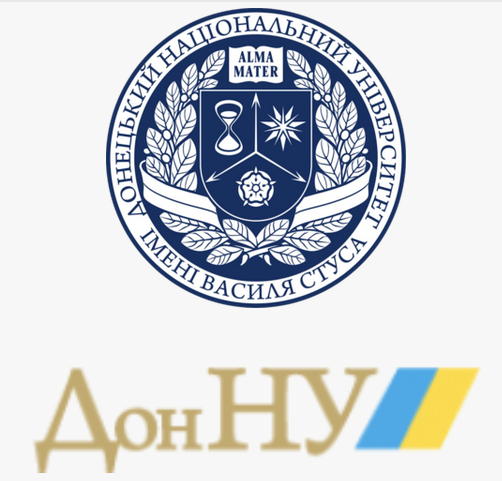 ДОНЕЦЬКИЙ НАЦІОНАЛЬНИЙ УНІВЕРСИТЕТ
ALMA
MATER
ІМЕНІ ВАСИЛЯ СТУСА
ДонНУ